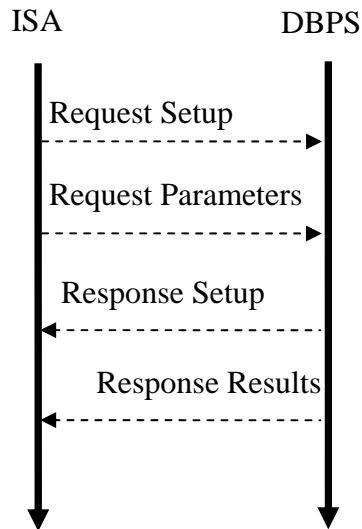 ISA
DBPS
Request Setup
Request Parameters
Response Setup
Response Results